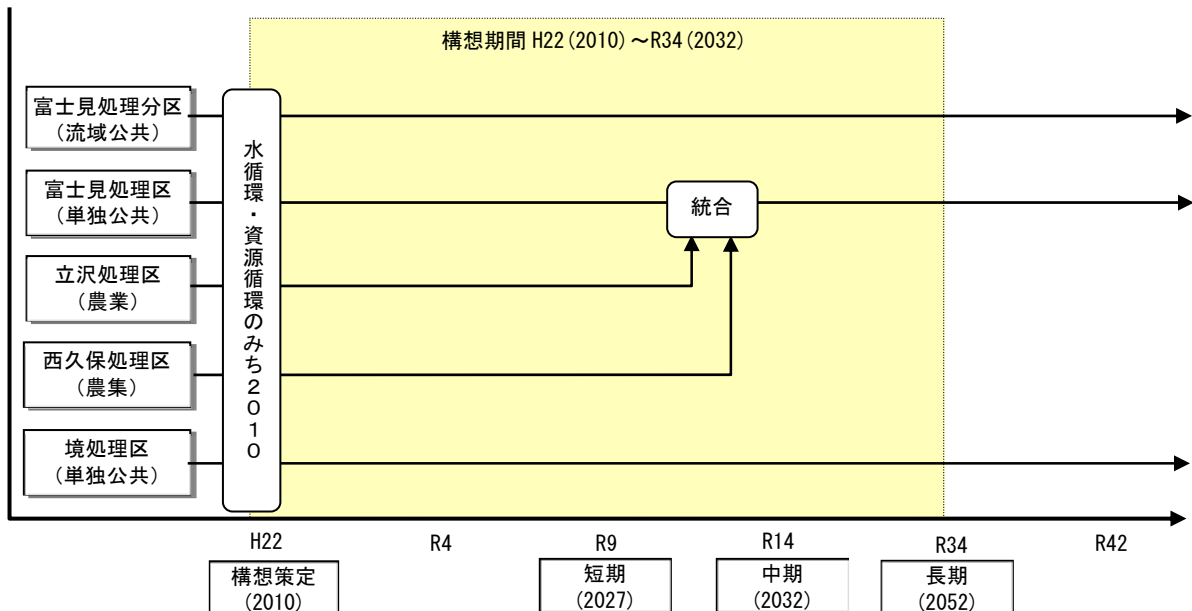 構想期間 H22(2010)～R34(2032)
富士見処理分区
（流域公共）
富士見処理区
（単独公共）
立沢処理区
（農業）
西久保処理区
（農集）
境処理区
（単独公共）
水循環・資源循環のみち2010
統合
H22
R4
R9
R14
R34
R42
構想策定
(2010)
短期
(2027)
中期
(2032)
長期
(2052)